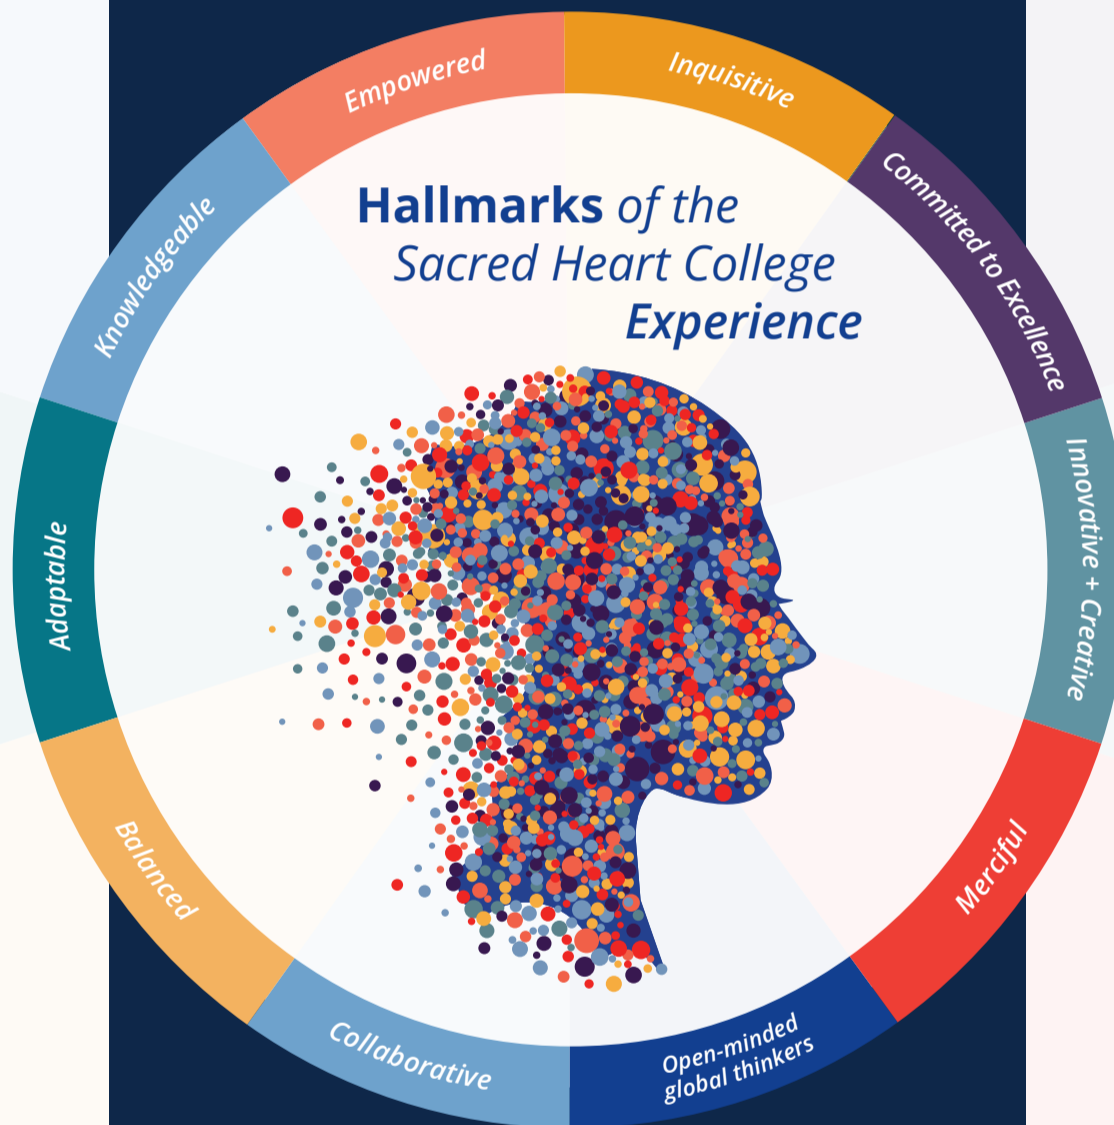 Hallmarks of the
Sacred Heart College
Experience
Inquisitive
Committed to Excellence
Innovative + Creative
Merciful
Open-minded
global thinkers
Collaborative
Balanced
Adaptable
Knowledgeable
Empowered